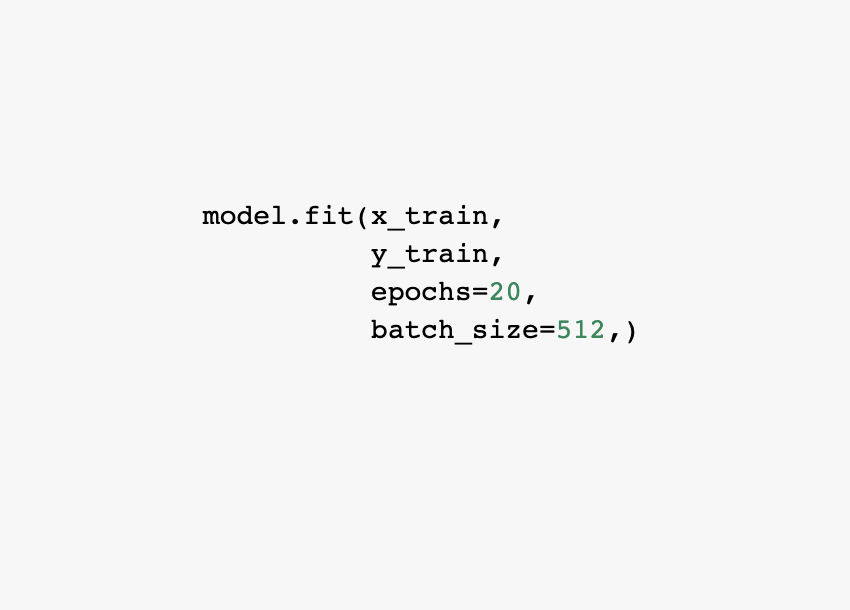 model.fit(x_train,
y_train,
epochs=20,
batch_size=512,)